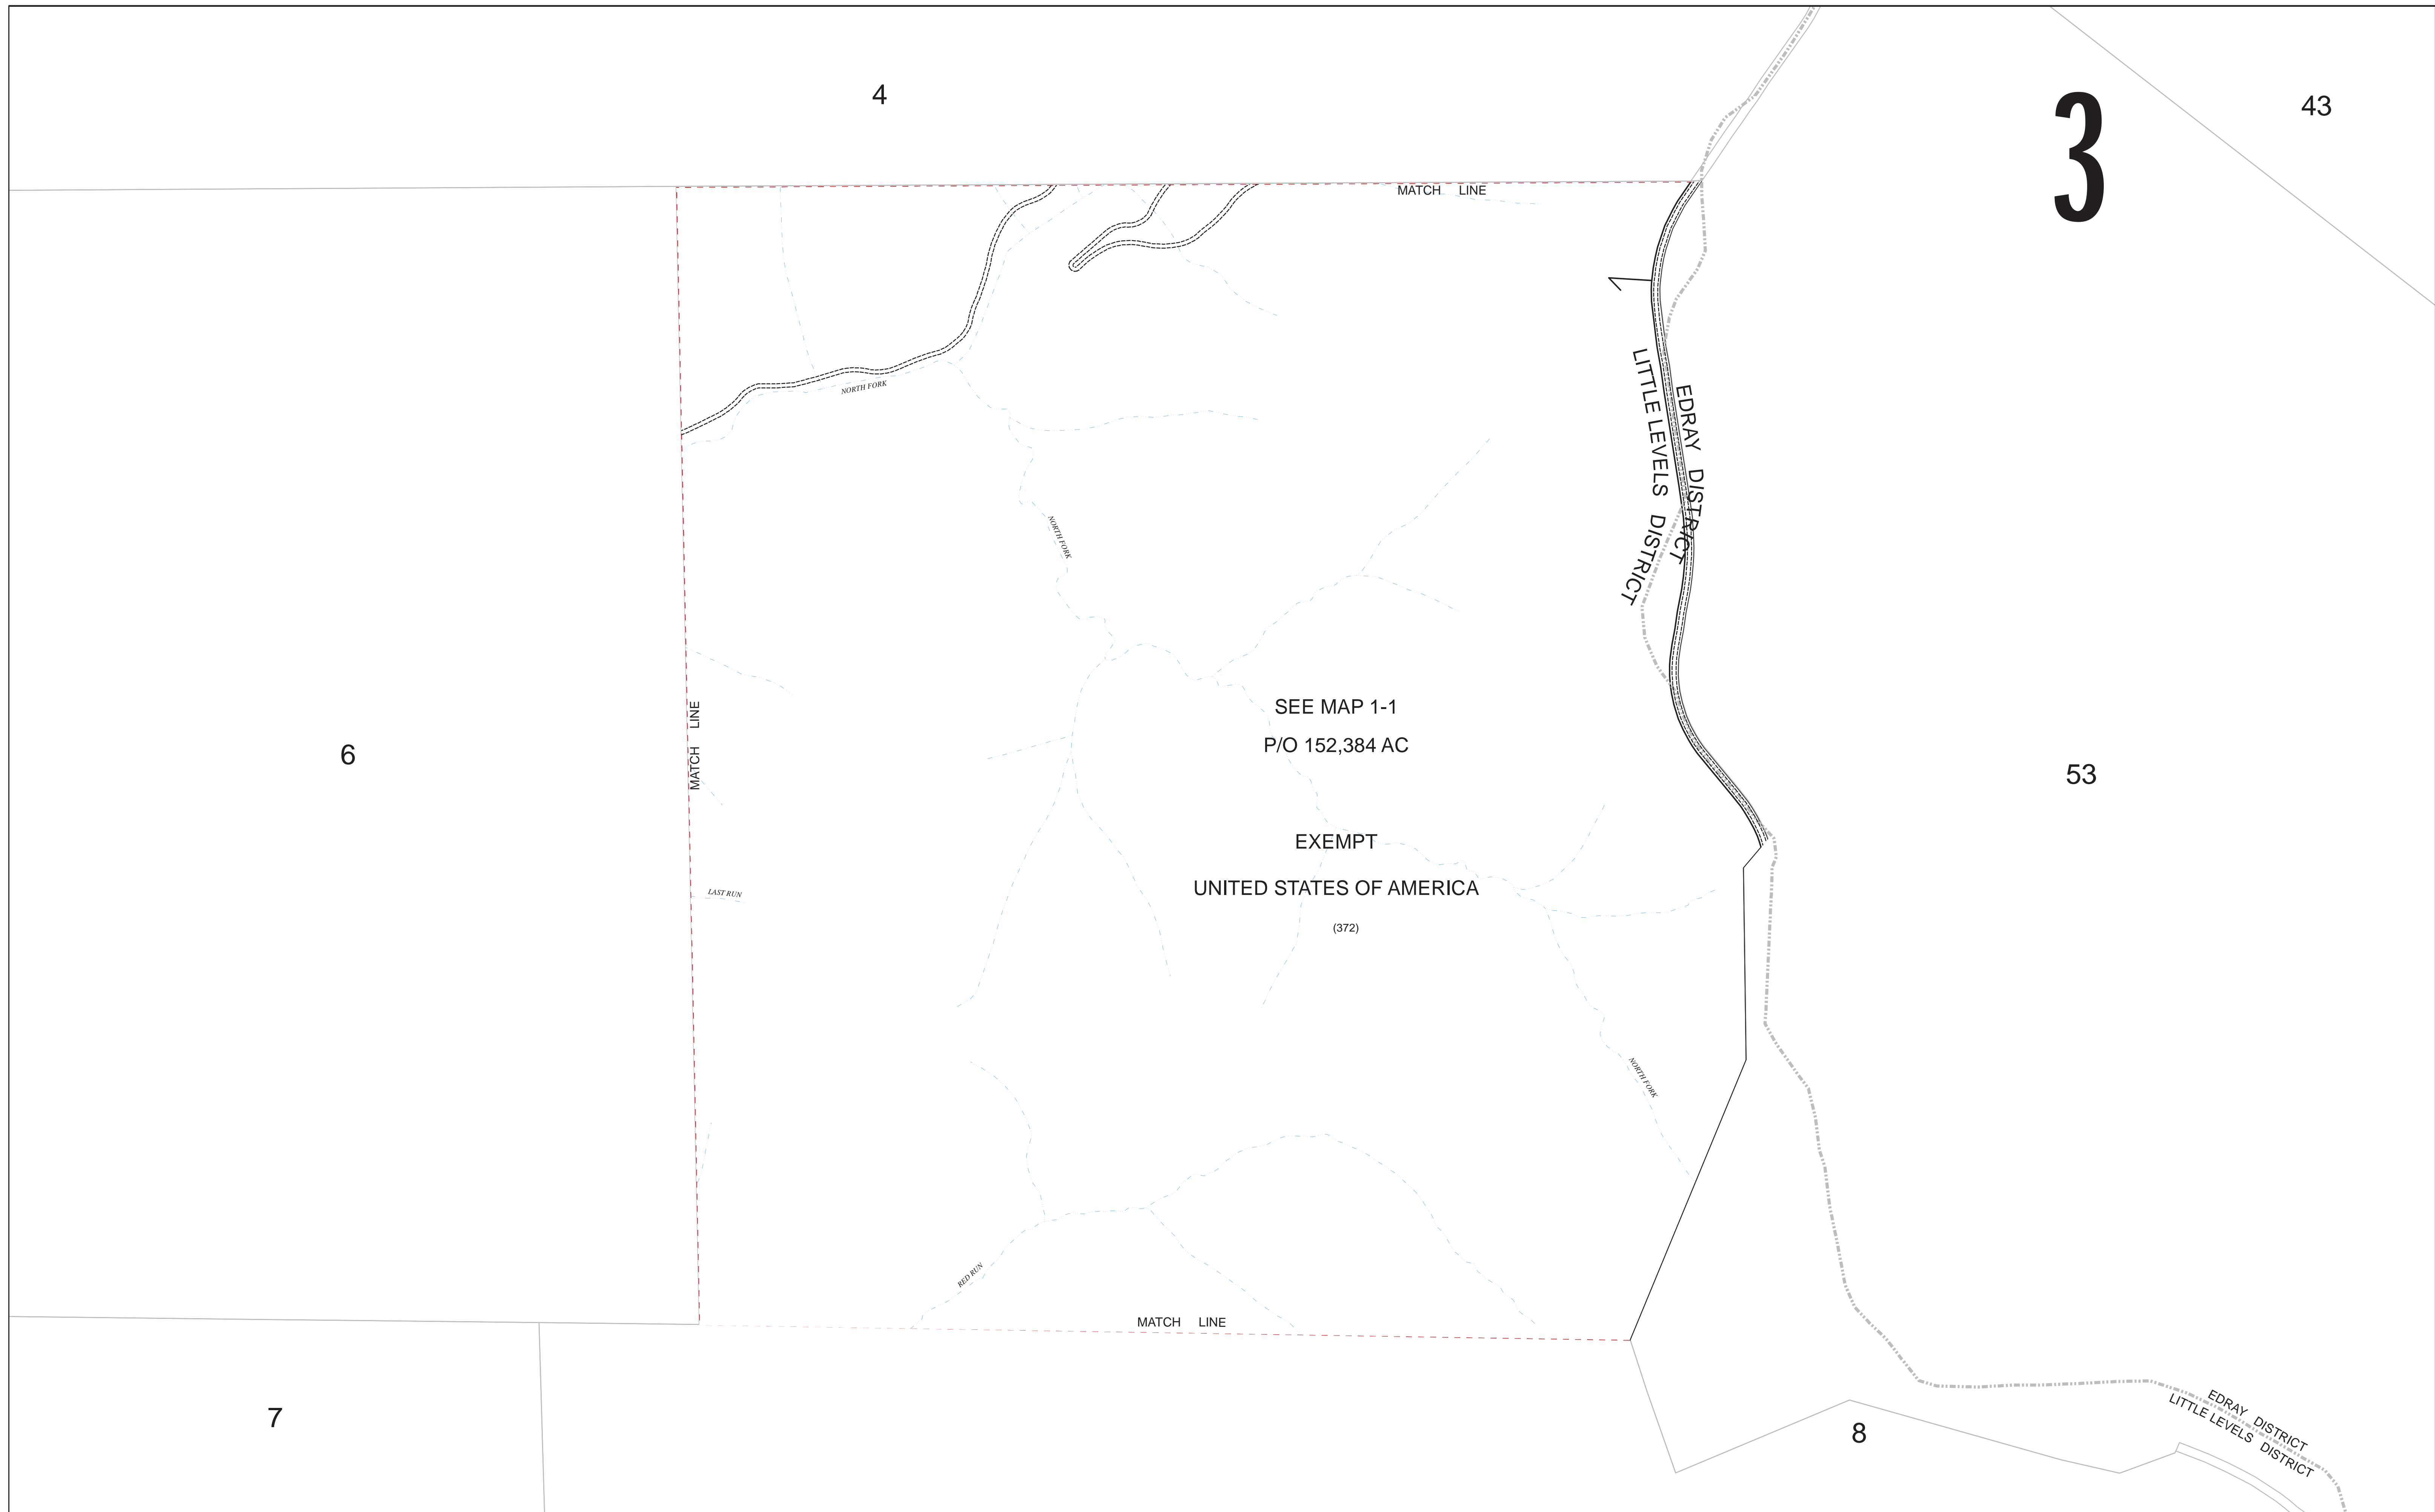 4
43
3
MATCH LINE
NORTH FORK
LITTLE LEVELS DISTRICT
EDRAY DISTRICT
NORTH FORK
6
MATCH LINE
SEE MAP 1-1
P/O 152,384 AC
53
EXEMPT
UNITED STATES OF AMERICA
(372)
LAST RUN
NORTH FORK
RED RUN
MATCH LINE
7
8
EDRAY DISTRICT
LITTLE LEVELS DISTRICT